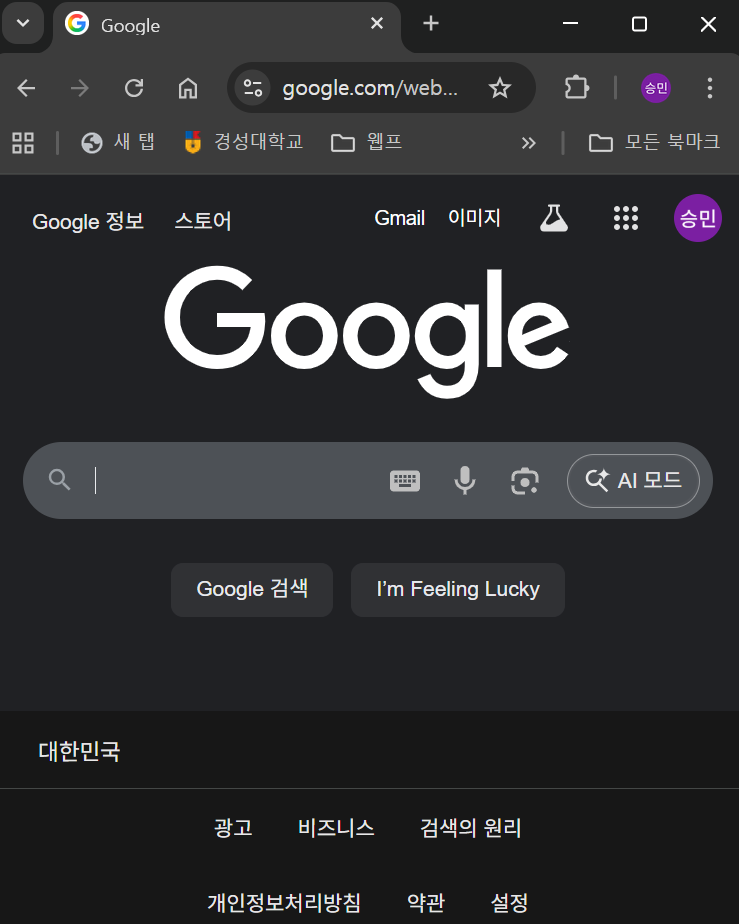 Google
google.com/web...
승민
새 탭
경성대학교
웹프
모든 북마크
Google 정보
스토어
Gmail
이미지
승민
Google
AI 모드
Google 검색
I'm Feeling Lucky
대한민국
광고
비즈니스
검색의 원리
개인정보처리방침
약관
설정